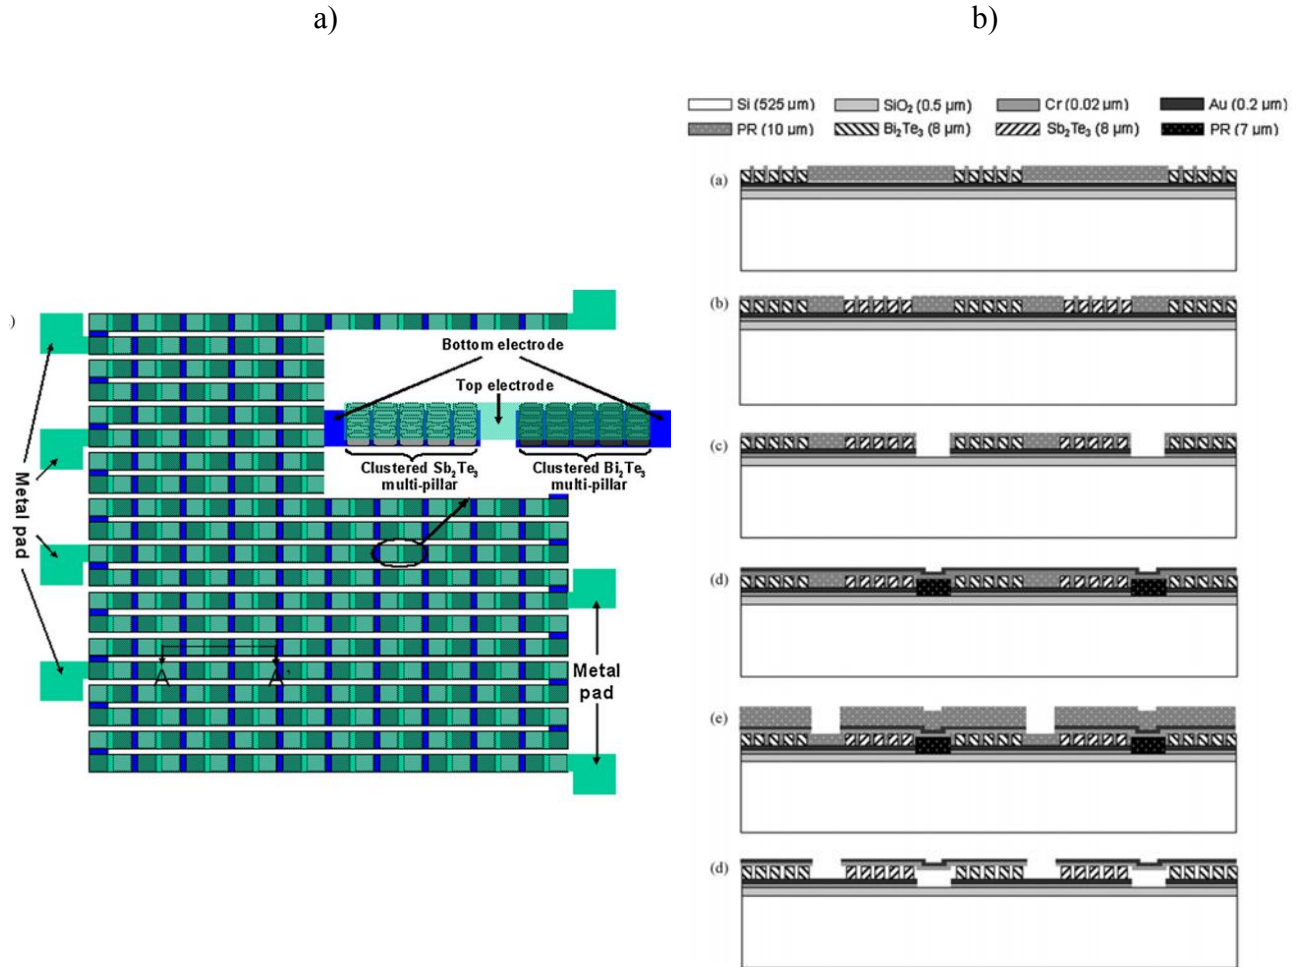 a)
b)
Si (525 µm) SiO₂ (0.5 µm) Cr (0.02 µm) Au (0.2 µm)
PR (10 µm) Bi₂Te₃ (8 µm) Sb₂Te₃ (8 µm) PR (7 µm)
)
Bottom electrode
Top electrode
Clustered Sb₂Te₃
multi-pillar
Clustered Bi₂Te₃
multi-pillar
Metal pad
A
A'
Metal
pad
(a)
(b)
(c)
(d)
(e)
(d)